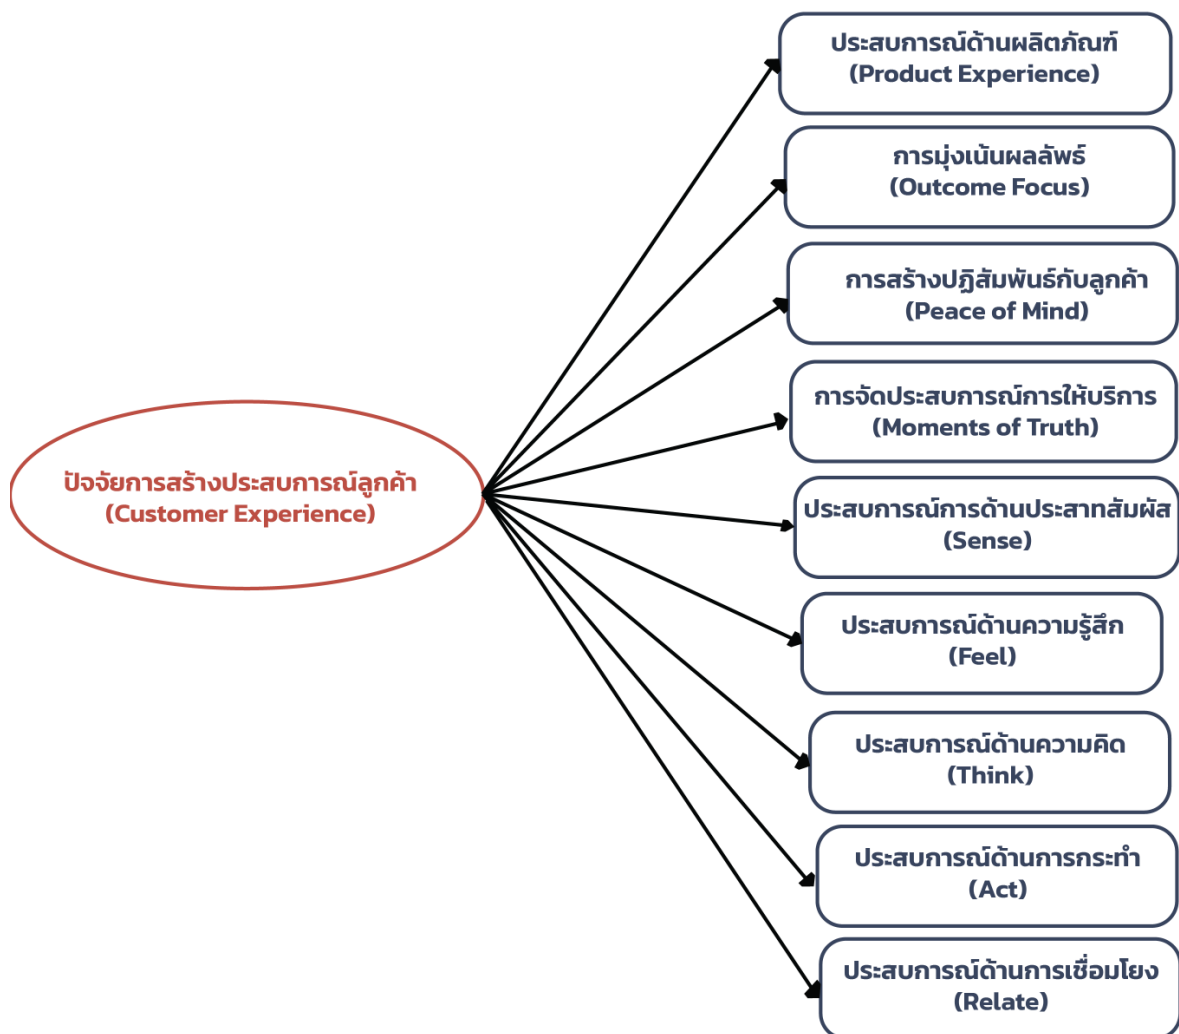 ประสบการณ์ด้านผลิตภัณฑ์
(Product Experience)
การมุ่งเน้นผลลัพธ์
(Outcome Focus)
การสร้างปฏิสัมพันธ์กับลูกค้า
(Peace of Mind)
การจัดประสบการณ์การให้บริการ
(Moments of Truth)
ปัจจัยการสร้างประสบการณ์ลูกค้า
(Customer Experience)
ประสบการณ์การด้านประสาทสัมผัส
(Sense)
ประสบการณ์ด้านความรู้สึก
(Feel)
ประสบการณ์ด้านความคิด
(Think)
ประสบการณ์ด้านการกระทำ
(Act)
ประสบการณ์ด้านการเชื่อมโยง
(Relate)